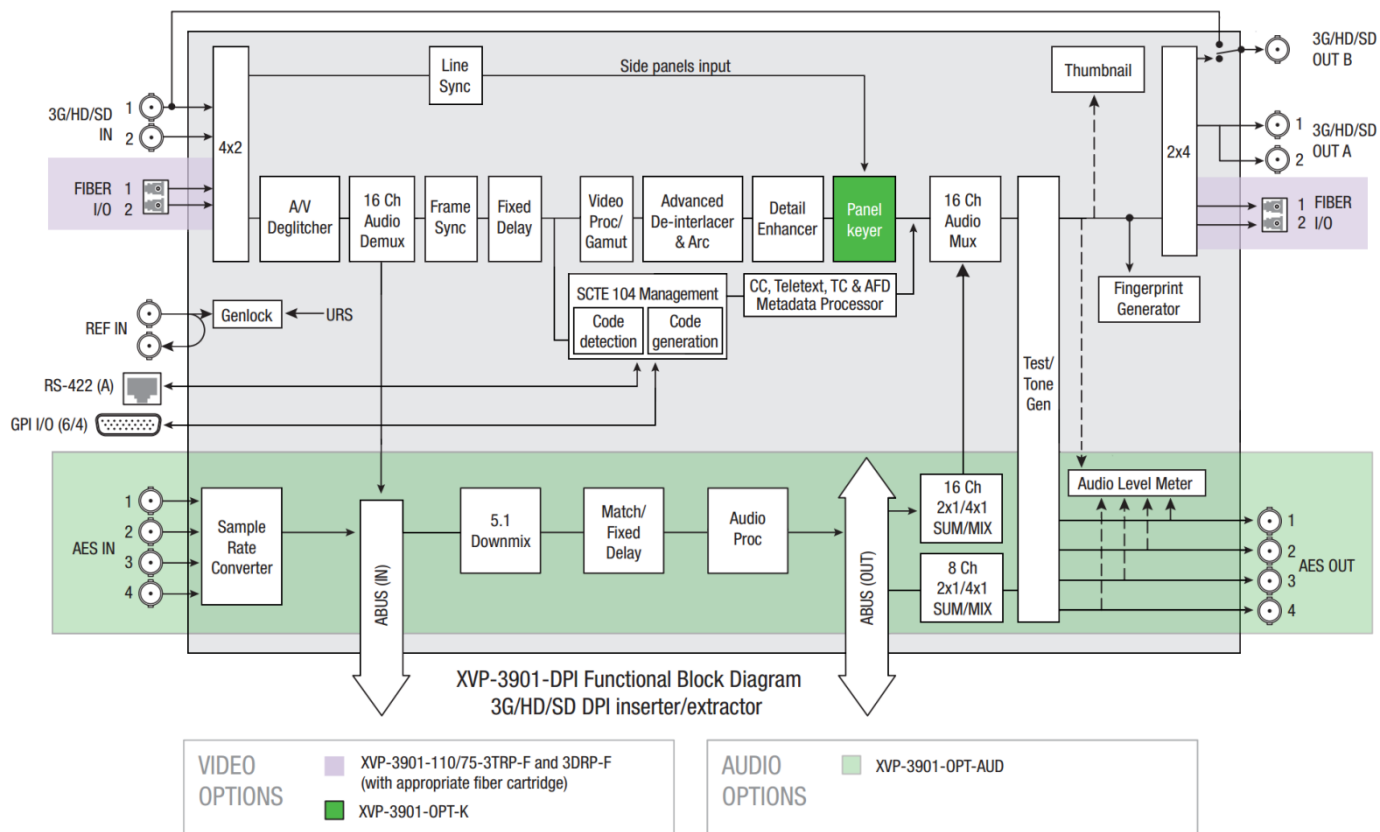 3G/HD/SD
IN
1
2
FIBER
I/O
1
2
4x2
Line
Sync
Side panels input
Thumbnail
2x4
3G/HD/SD
OUT B
1
2
3G/HD/SD
OUT A
1
2
FIBER
I/O
A/V
Deglitcher
16 Ch
Audio
Demux
Frame
Sync
Fixed
Delay
Video
Proc/
Gamut
Advanced
De-interlacer
& Arc
Detail
Enhancer
Panel
keyer
16 Ch
Audio
Mux
SCTE 104 Management
Code
detection
Code
generation
CC, Teletext, TC & AFD
Metadata Processor
Fingerprint
Generator
REF IN
Genlock
URS
RS-422 (A)
GPI I/O (6/4)
Test/
Tone
Gen
AES IN
1
2
3
4
Sample
Rate
Converter
ABUS (IN)
5.1
Downmix
Match/
Fixed
Delay
Audio
Proc
ABUS (OUT)
16 Ch
2x1/4x1
SUM/MIX
8 Ch
2x1/4x1
SUM/MIX
Audio Level Meter
1
2
3
4
AES OUT
XVP-3901-DPI Functional Block Diagram
3G/HD/SD DPI inserter/extractor
VIDEO
OPTIONS
XVP-3901-110/75-3TRP-F and 3DRP-F
(with appropriate fiber cartridge)
XVP-3901-OPT-K
AUDIO
OPTIONS
XVP-3901-OPT-AUD